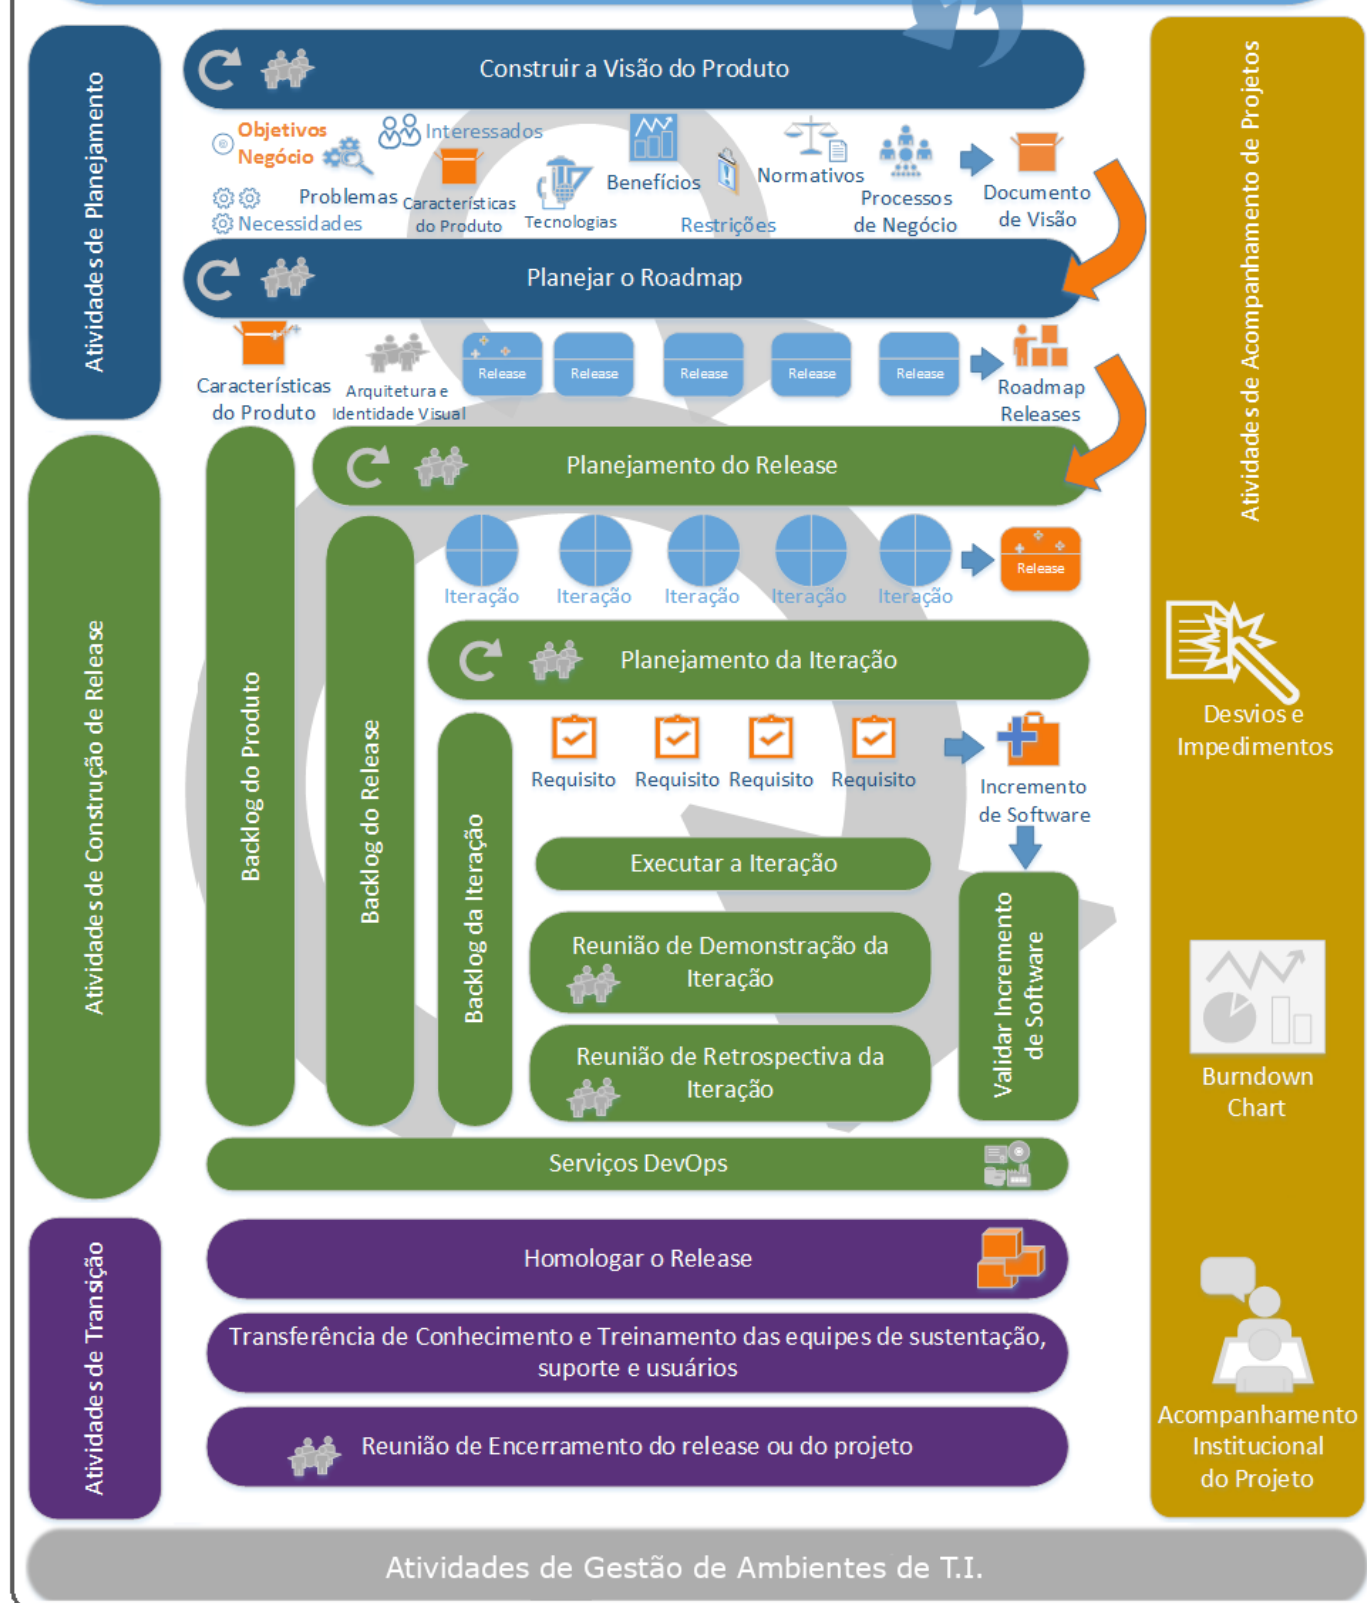 Atividades de Planejamento
Construir a Visão do Produto
Objetivos
Negócio
Interessados
Problemas
Necessidades
Características
do Produto
Tecnologias
Benefícios
Restrições
Normativos
Processos
de Negócio
Documento
de Visão
Planejar o Roadmap
Características
do Produto
Arquitetura e
Identidade Visual
Release
Release
Release
Release
Release
Roadmap
Releases
Atividades de Construção de Release
Backlog do Produto
Planejamento do Release
Backlog do Release
Iteração
Iteração
Iteração
Iteração
Iteração
Release
Planejamento da Iteração
Backlog da Iteração
Requisito
Requisito
Requisito
Requisito
Incremento
de Software
Executar a Iteração
Reunião de Demonstração da
Iteração
Reunião de Retrospectiva da
Iteração
Validar Incremento
de Software
Serviços DevOps
Atividades de Transição
Homologar o Release
Transferência de Conhecimento e Treinamento das equipes de sustentação,
suporte e usuários
Reunião de Encerramento do release ou do projeto
Atividades de Acompanhamento de Projetos
Desvios e
Impedimentos
Burndown
Chart
Acompanhamento
Institucional
do Projeto
Atividades de Gestão de Ambientes de T.I.